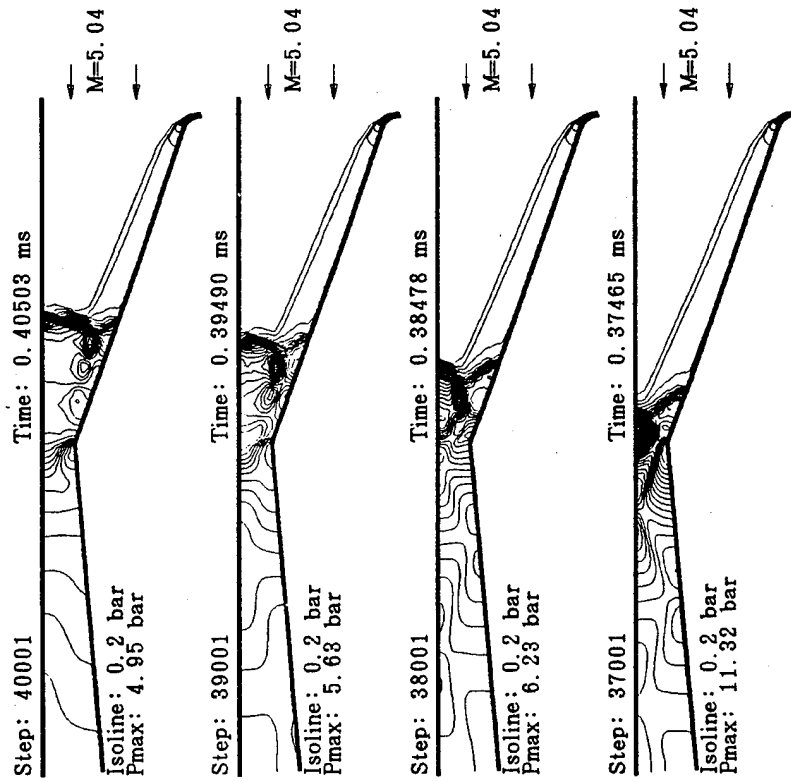 Step: 40001 Time: 0.40503 ms
M=5.04
Isoline: 0.2 bar
Pmax: 4.95 bar
Step: 39001 Time: 0.39490 ms
M=5.04
Isoline: 0.2 bar
Pmax: 5.63 bar
Step: 38001 Time: 0.38478 ms
M=5.04
Isoline: 0.2 bar
Pmax: 6.23 bar
Step: 37001 Time: 0.37465 ms
M=5.04
Isoline: 0.2 bar
Pmax: 11.32 bar